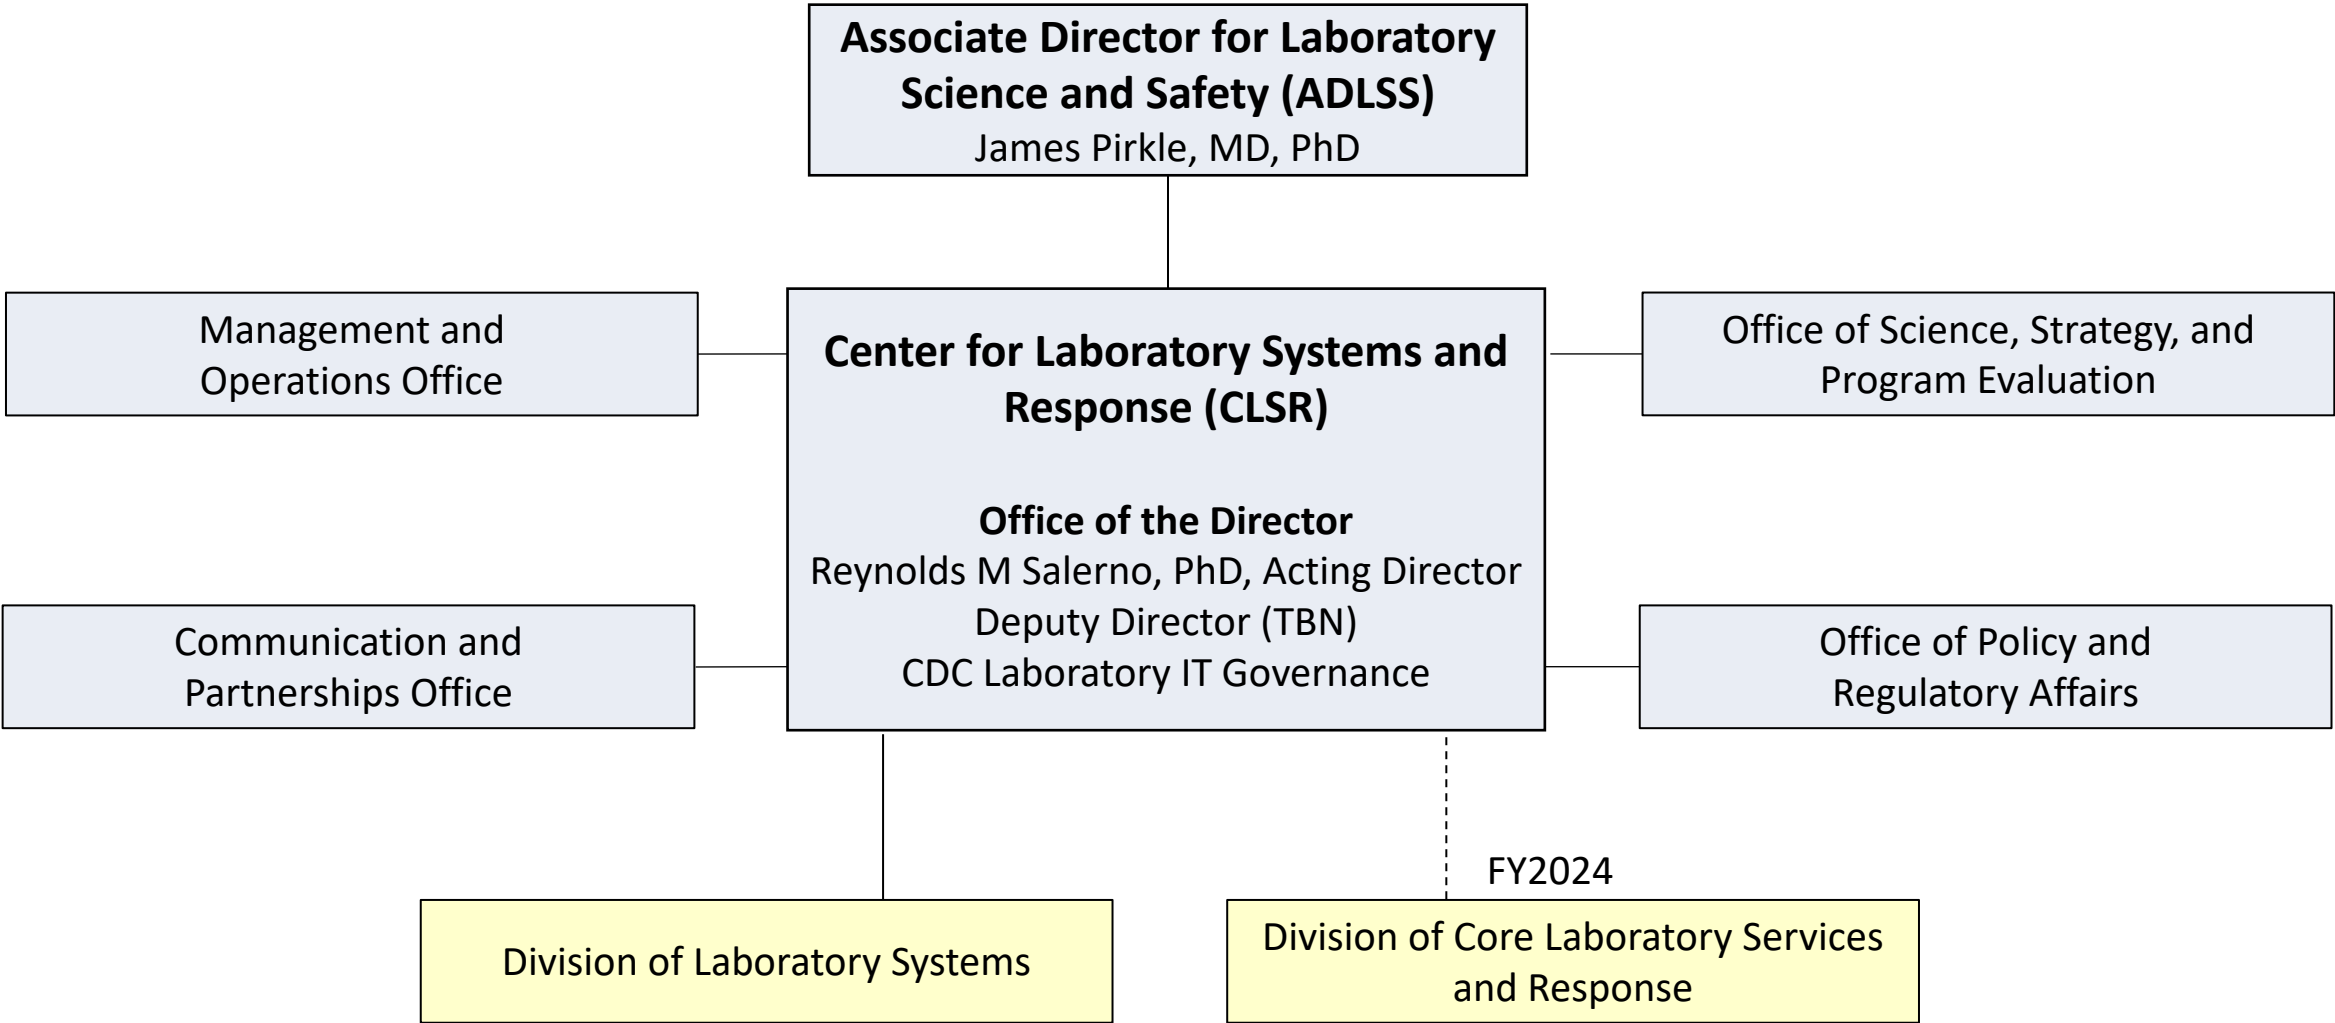 Associate Director for Laboratory
Science and Safety (ADLSS)
James Pirkle, MD, PhD
Management and
Operations Office
Center for Laboratory Systems and
Response (CLSR)
Office of the Director
Reynolds M Salerno, PhD, Acting Director
Deputy Director (TBN)
CDC Laboratory IT Governance
Office of Science, Strategy, and
Program Evaluation
Communication and
Partnerships Office
Office of Policy and
Regulatory Affairs
Division of Laboratory Systems
FY2024
Division of Core Laboratory Services
and Response